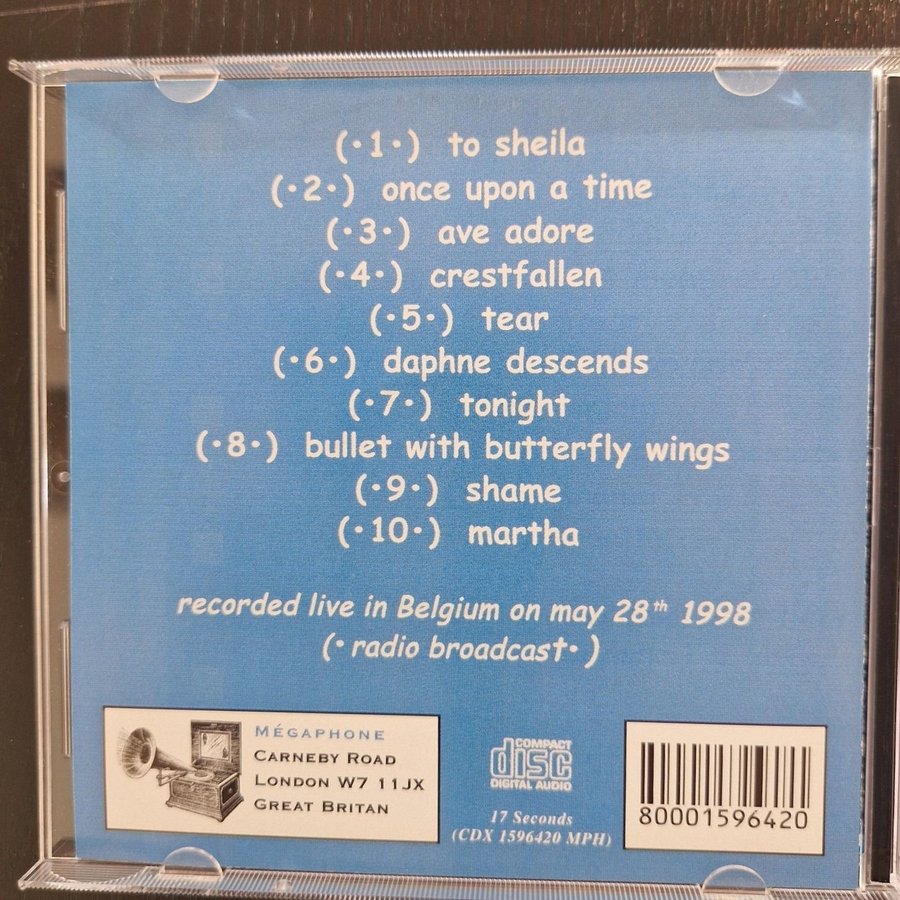 (·1·) to sheila
(·2·) once upon a time
(·3·) ave adore
(·4·) crestfallen
(·5·) tear
(·6·) daphne descends
(·7·) tonight
(·8·) bullet with butterfly wings
(·9·) shame
(·10·) martha
recorded live in Belgium on may 28th 1998
(· radio broadcast· )
MÉGAPHONE
CARNEBY ROAD
LONDON W7 11JX
GREAT BRITAN
COMPACT
disc
DIGITAL AUDIO
17 Seconds
(CDX 1596420 MPH)
80001596420